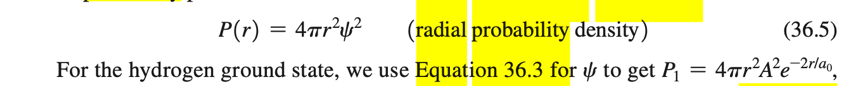 P(r) = 4πr²ψ² (radial probability density) (36.5)
For the hydrogen ground state, we use Equation 36.3 for ψ to get P₁ = 4πr²A²e^{−2r/a₀},